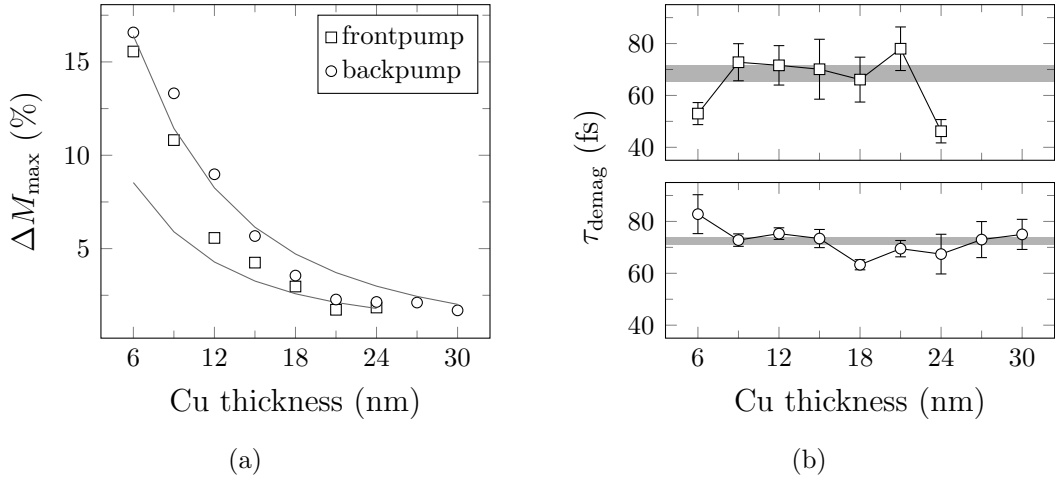 frontpump
backpump
15
10
5
ΔM_max (%)
6 12 18 24 30
Cu thickness (nm)
(a)
80
60
40
80
60
40
τ_demag (fs)
6 12 18 24 30
Cu thickness (nm)
(b)